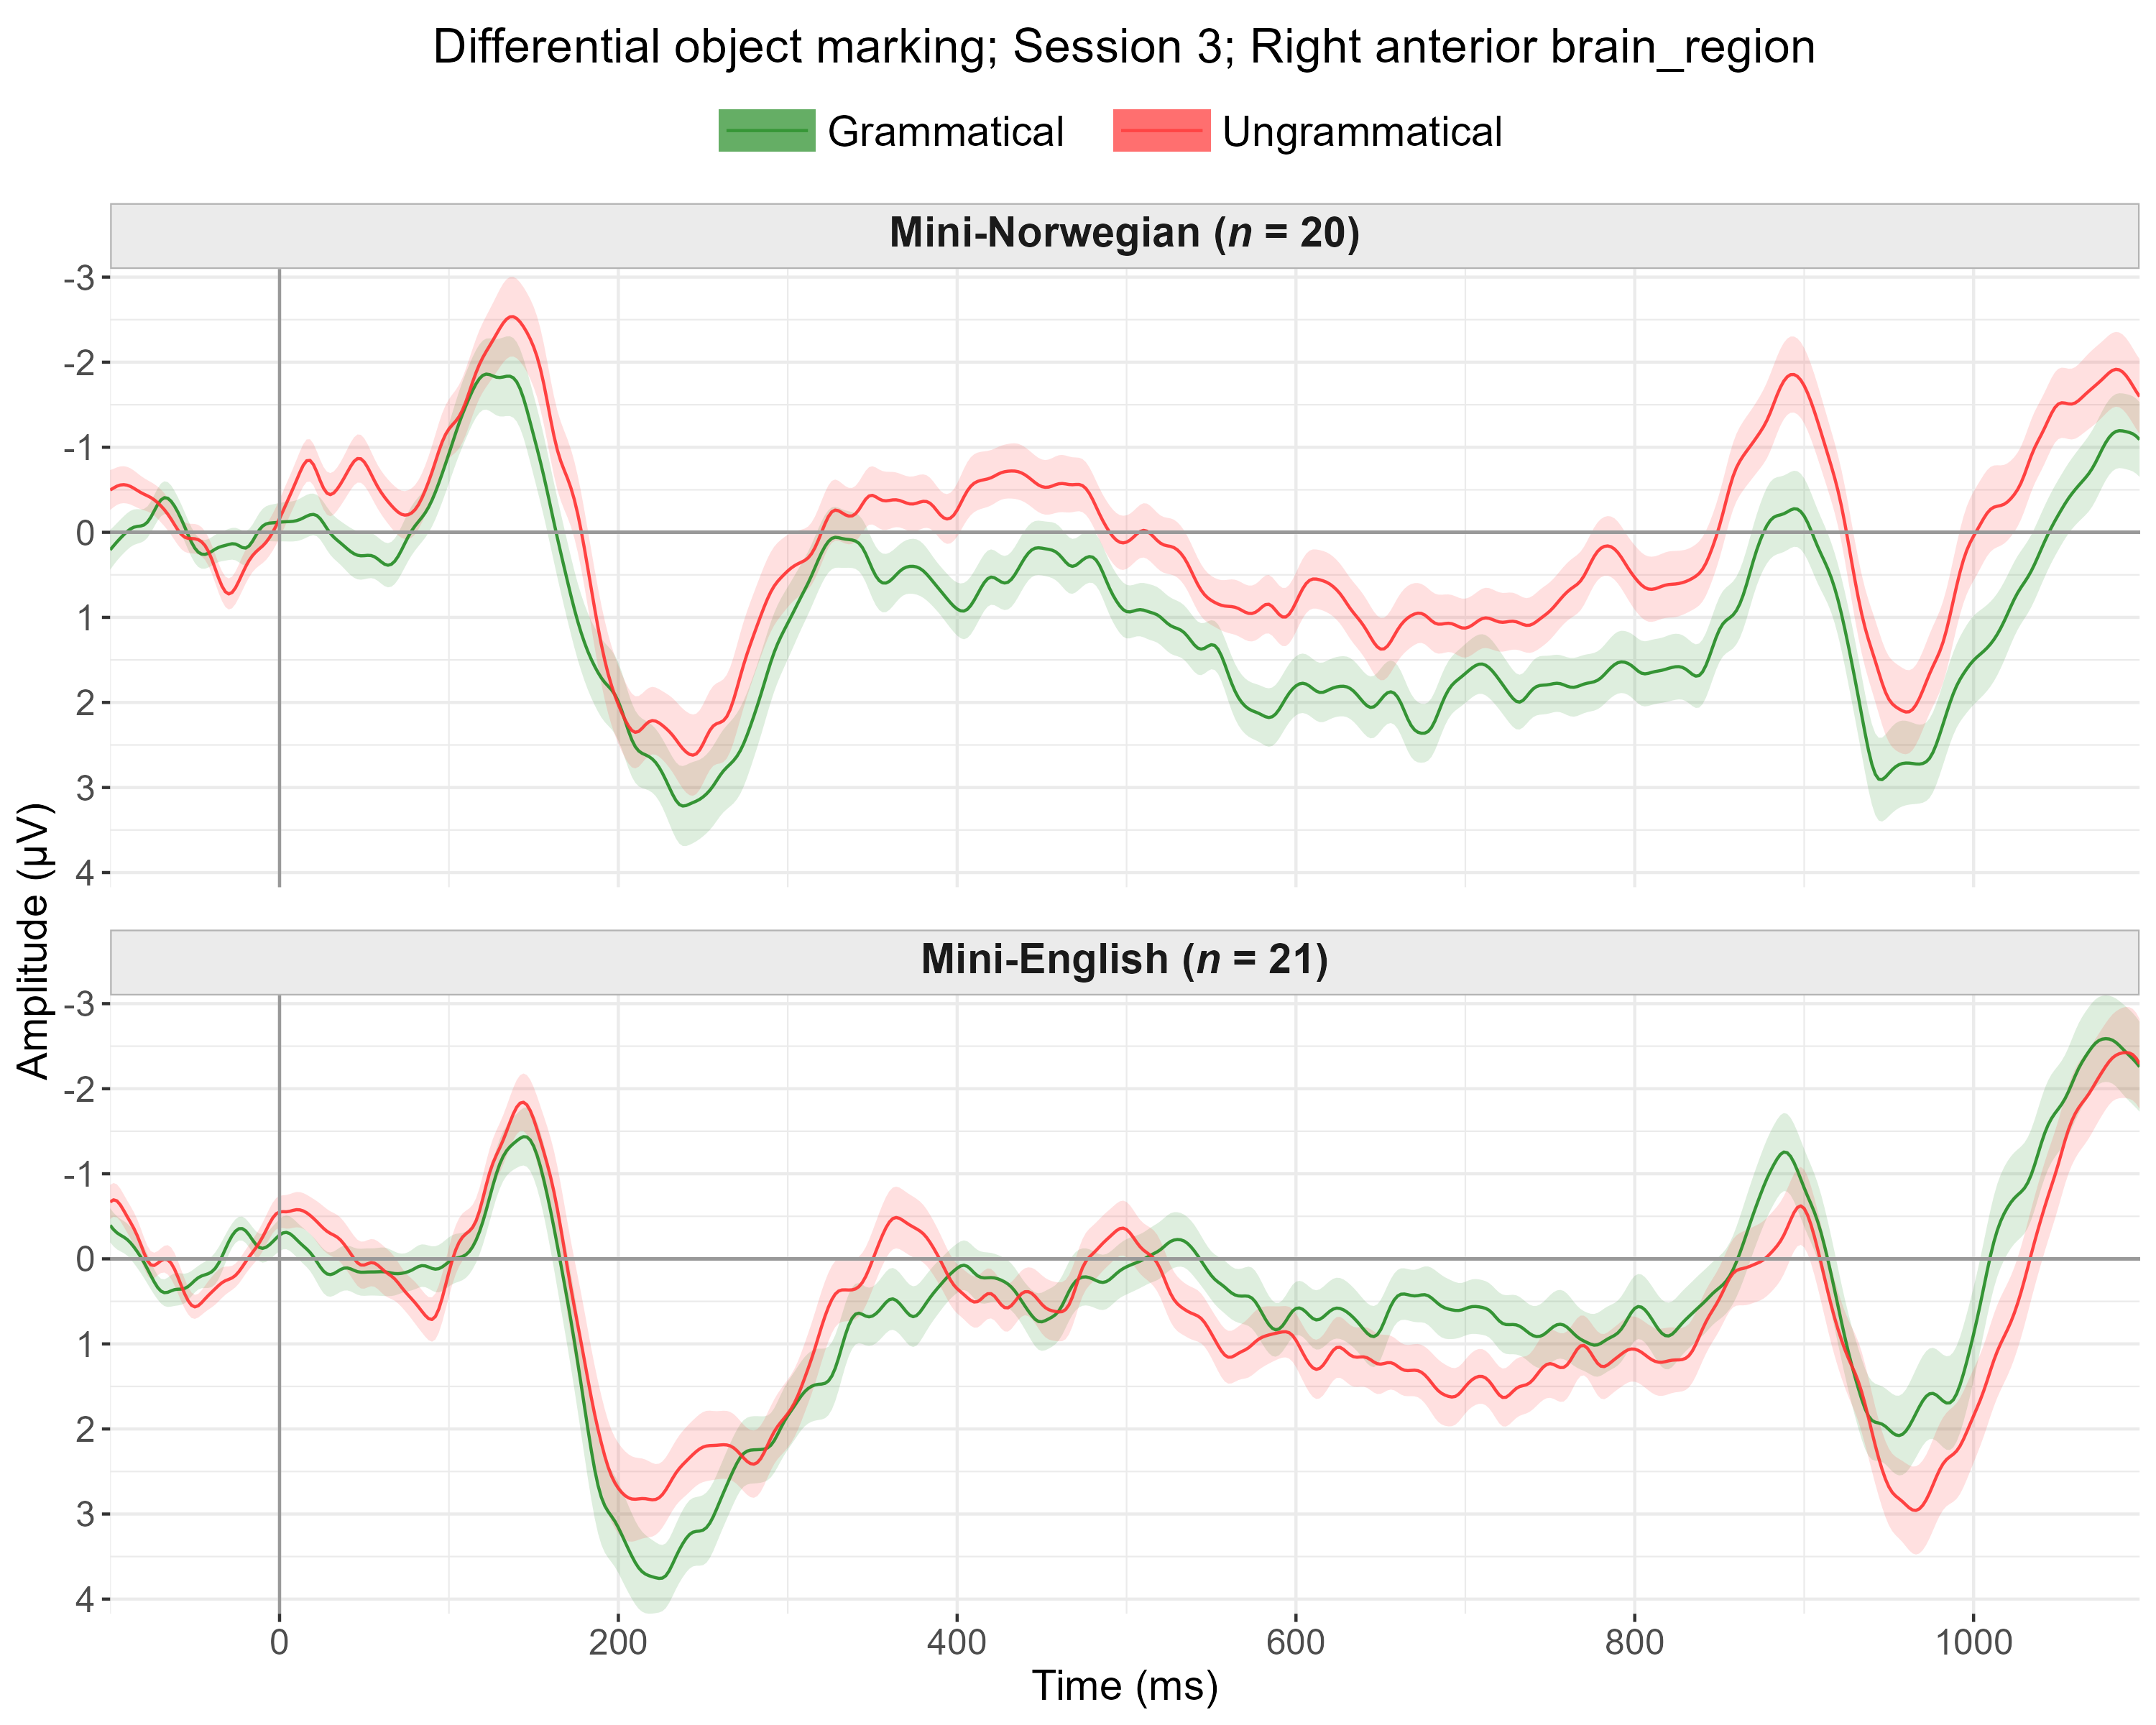 Differential object marking; Session 3; Right anterior brain_region
Grammatical Ungrammatical
Mini-Norwegian (n = 20)
-3
-2
-1
0
1
2
3
4
Amplitude (µV)
Mini-English (n = 21)
-3
-2
-1
0
1
2
3
4
0 200 400 600 800 1000
Time (ms)